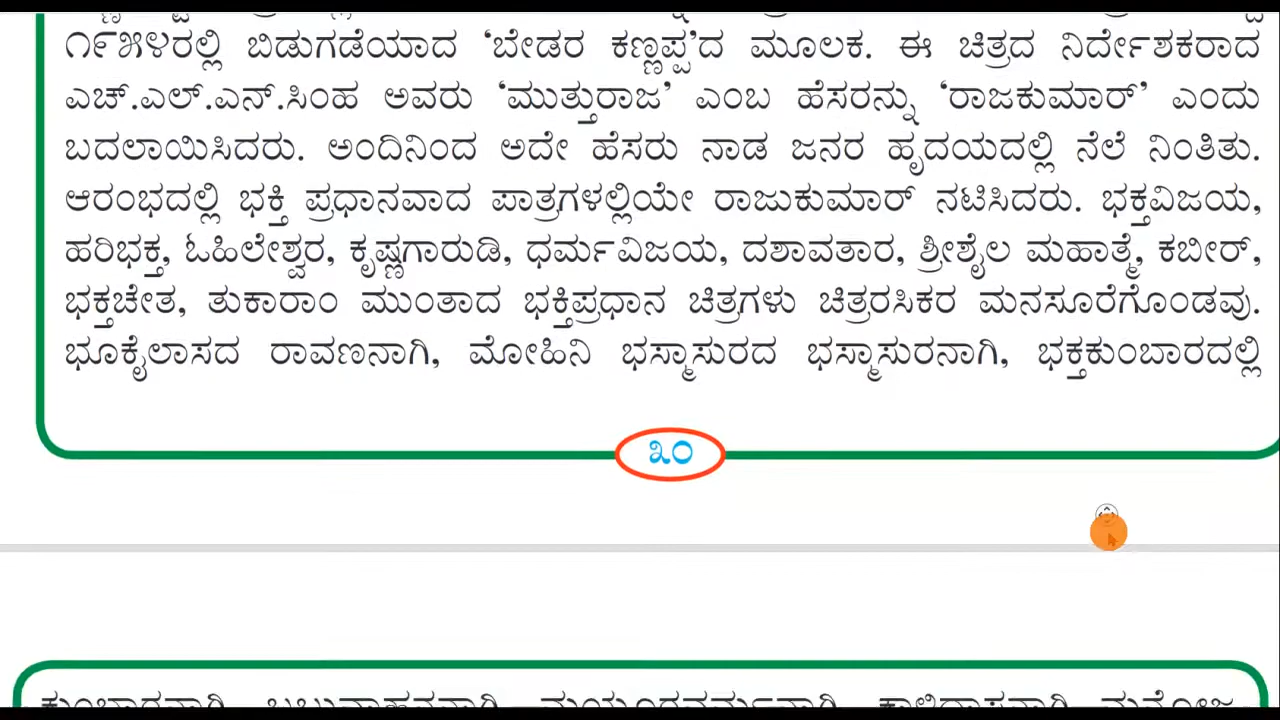 ೧೯೫೪ರಲ್ಲಿ ಬಿಡುಗಡೆಯಾದ ‘ಬೇಡರ ಕಣ್ಣಪ್ಪ’ದ ಮೂಲಕ. ಈ ಚಿತ್ರದ ನಿರ್ದೇಶಕರಾದ
ಎಚ್.ಎಲ್.ಎನ್.ಸಿಂಹ ಅವರು ‘ಮುತ್ತುರಾಜ’ ಎಂಬ ಹೆಸರನ್ನು ‘ರಾಜಕುಮಾರ್’ ಎಂದು
ಬದಲಾಯಿಸಿದರು. ಅಂದಿನಿಂದ ಅದೇ ಹೆಸರು ನಾಡ ಜನರ ಹೃದಯದಲ್ಲಿ ನೆಲೆ ನಿಂತಿತು.
ಆರಂಭದಲ್ಲಿ ಭಕ್ತಿ ಪ್ರಧಾನವಾದ ಪಾತ್ರಗಳಲ್ಲಿಯೇ ರಾಜುಕುಮಾರ್ ನಟಿಸಿದರು. ಭಕ್ತವಿಜಯ,
ಹರಿಭಕ್ತ, ಓಹಿಲೇಶ್ವರ, ಕೃಷ್ಣಗಾರುಡಿ, ಧರ್ಮವಿಜಯ, ದಶಾವತಾರ, ಶ್ರೀಶೈಲ ಮಹಾತ್ಮೆ, ಕಬೀರ್,
ಭಕ್ತಚೇತ, ತುಕಾರಾಂ ಮುಂತಾದ ಭಕ್ತಿಪ್ರಧಾನ ಚಿತ್ರಗಳು ಚಿತ್ರರಸಿಕರ ಮನಸೂರೆಗೊಂಡವು.
ಭೂಕೈಲಾಸದ ರಾವಣನಾಗಿ, ಮೋಹಿನಿ ಭಸ್ಮಾಸುರದ ಭಸ್ಮಾಸುರನಾಗಿ, ಭಕ್ತಕುಂಬಾರದಲ್ಲಿ
೩೦